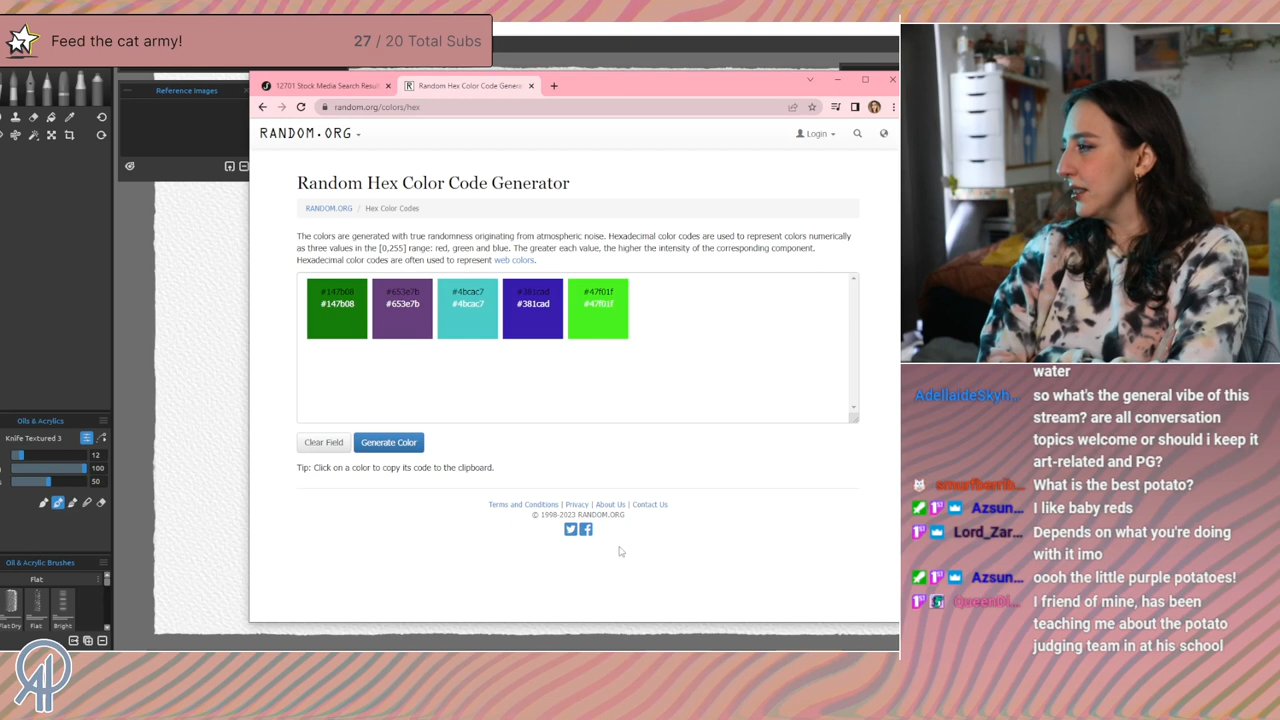 Feed the cat army!
27 / 20 Total Subs
Reference Images
12701 Stock Media Search Resul
Random Hex Color Code Genera
random.org/colors/hex
RANDOM.ORG
Login
Random Hex Color Code Generator
RANDOM.ORG / Hex Color Codes
The colors are generated with true randomness originating from atmospheric noise. Hexadecimal color codes are used to represent colors numerically
as three values in the [0,255] range: red, green and blue. The greater each value, the higher the intensity of the corresponding component.
Hexadecimal color codes are often used to represent web colors.
#147b08 #653e7b #4bcac7 #381cad #47f01f
#147b08 #653e7b #4bcac7 #381cad #47f01f
Clear Field
Generate Color
Tip: Click on a color to copy its code to the clipboard.
Terms and Conditions | Privacy | About Us | Contact Us
© 1998-2023 RANDOM.ORG
Oils & Acrylics
Knife Textured 3
12
100
50
Oil & Acrylic Brushes
Flat
Flat Dry Flat Bright
water
AdellaideSkyh... so what's the general vibe of this
stream? are all conversation
topics welcome or should i keep it
art-related and PG?
smurfberrib... What is the best potato?
Azsun... I like baby reds
Lord_Zar... Depends on what you're doing
with it imo
Azsun... oooh the little purple potatoes!
QueenOl... I friend of mine, has been
teaching me about the potato
judging team in at his school